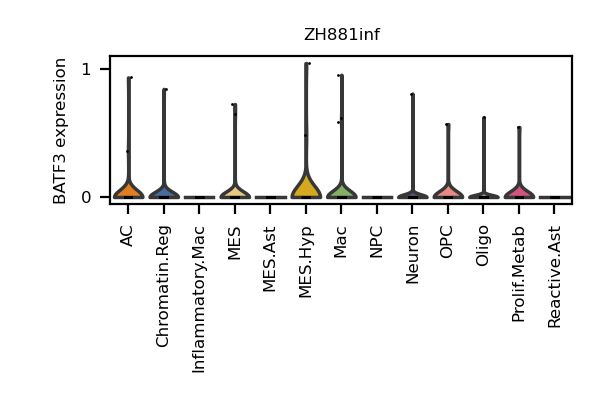 ZH881inf
BATF3 expression
1
0
AC
Chromatin.Reg
Inflammatory.Mac
MES
MES.Ast
MES.Hyp
Mac
NPC
Neuron
OPC
Oligo
Prolif.Metab
Reactive.Ast